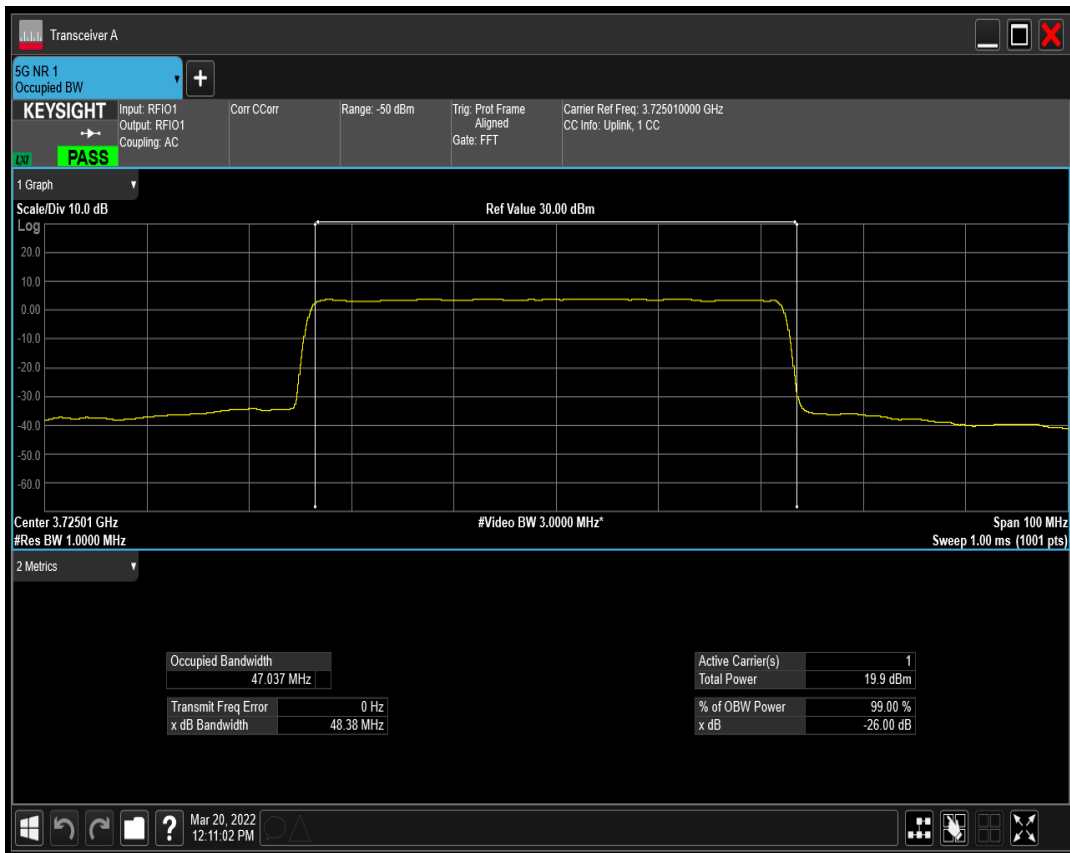 Transceiver A
5G NR 1
Occupied BW
+
KEYSIGHT
LXI
PASS
Input: RFIO1
Output: RFIO1
Coupling: AC
Corr CCorr
Range: -50 dBm
Trig: Prot Frame
Aligned
Gate: FFT
Carrier Ref Freq: 3.725010000 GHz
CC Info: Uplink, 1 CC
1 Graph
Scale/Div 10.0 dB
Ref Value 30.00 dBm
Log
20.0
10.0
0.00
-10.0
-20.0
-30.0
-40.0
-50.0
-60.0
Center 3.72501 GHz
#Video BW 3.0000 MHz*
Span 100 MHz
#Res BW 1.0000 MHz
Sweep 1.00 ms (1001 pts)
2 Metrics
Occupied Bandwidth
47.037 MHz
Transmit Freq Error 0 Hz
x dB Bandwidth 48.38 MHz
Active Carrier(s) 1
Total Power 19.9 dBm
% of OBW Power 99.00 %
x dB -26.00 dB
?
Mar 20, 2022
12:11:02 PM